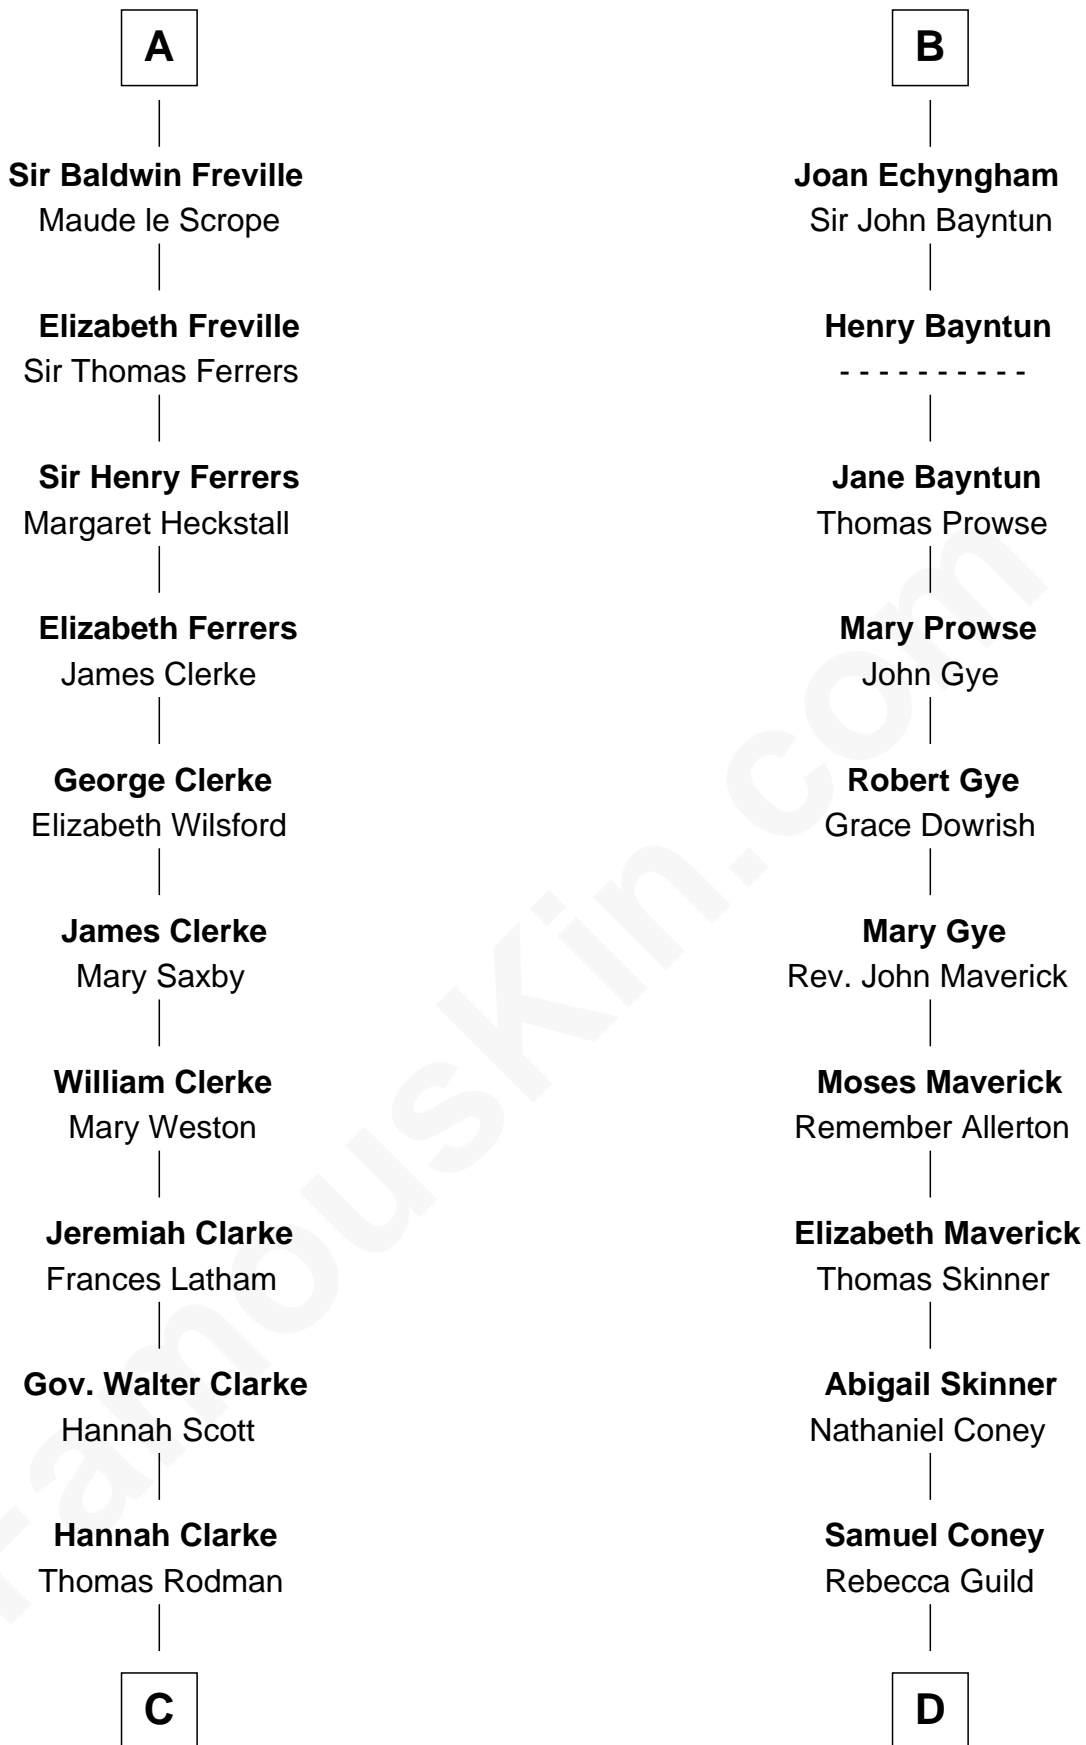 A
Sir Baldwin Freville
Maude le Scrope
Elizabeth Freville
Sir Thomas Ferrers
Sir Henry Ferrers
Margaret Heckstall
Elizabeth Ferrers
James Clerke
George Clerke
Elizabeth Wilsford
James Clerke
Mary Saxby
William Clerke
Mary Weston
Jeremiah Clarke
Frances Latham
Gov. Walter Clarke
Hannah Scott
Hannah Clarke
Thomas Rodman
C
B
Joan Echyngham
Sir John Bayntun
Henry Bayntun
- - - - - - - - - -
Jane Bayntun
Thomas Prowse
Mary Prowse
John Gye
Robert Gye
Grace Dowrish
Mary Gye
Rev. John Maverick
Moses Maverick
Remember Allerton
Elizabeth Maverick
Thomas Skinner
Abigail Skinner
Nathaniel Coney
Samuel Coney
Rebecca Guild
D
FamousKin.com